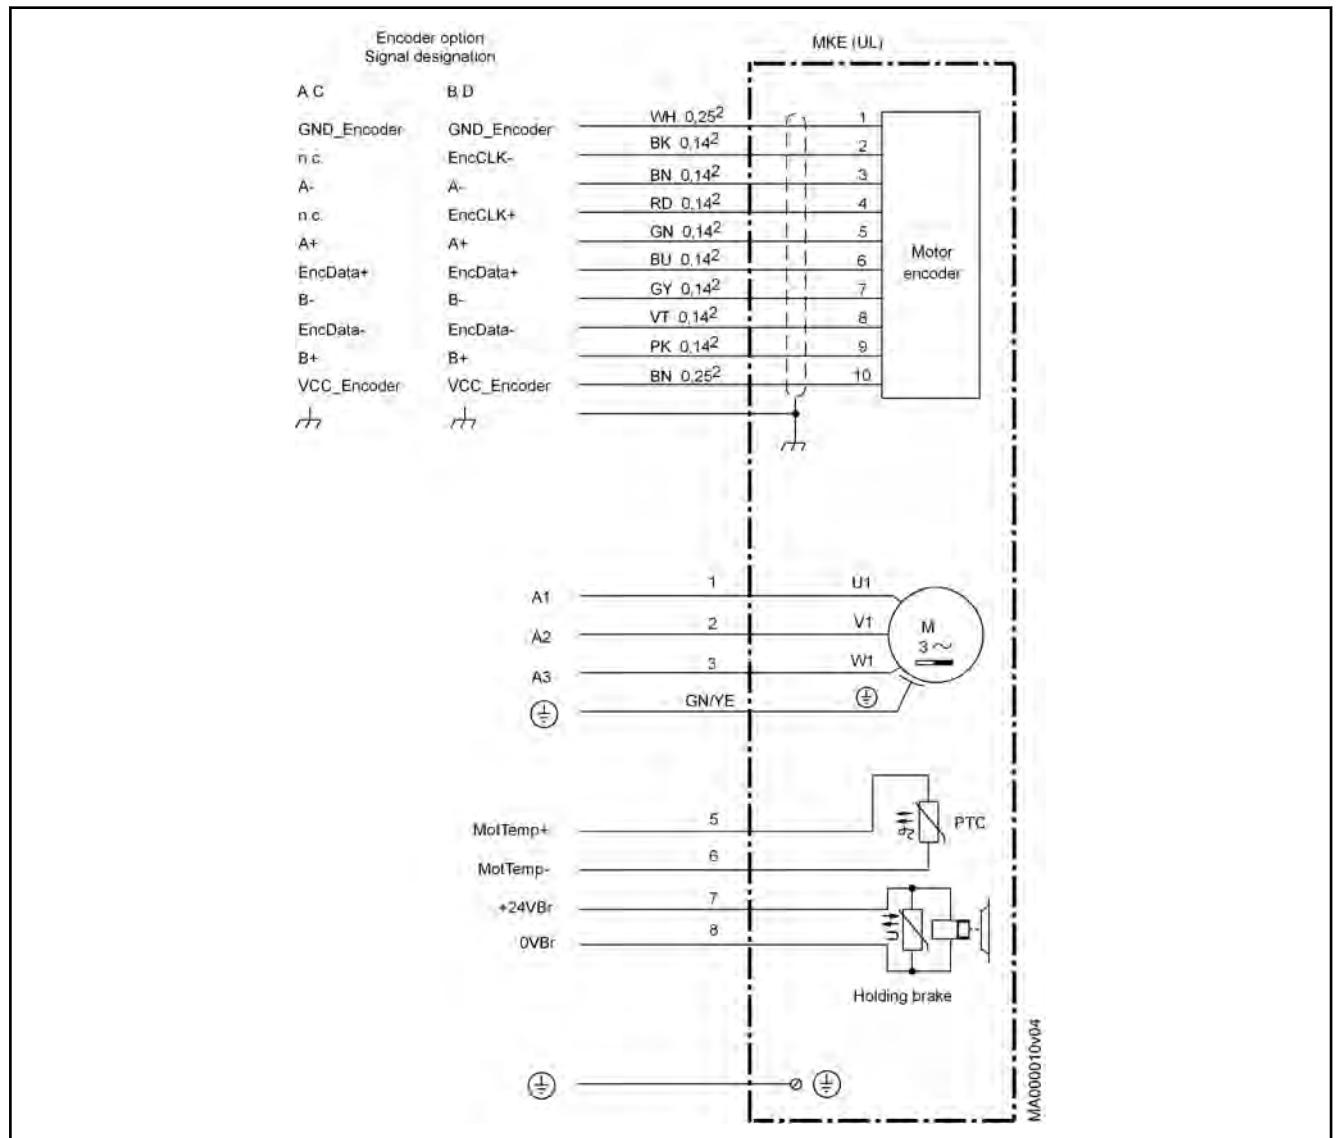 Encoder option
Signal designation
MKE (UL)
A C B D
GND_Encoder GND_Encoder WH 0,25² 1
n.c. EncCLK- BK 0,14² 2
A- A- BN 0,14² 3
n.c. EncCLK+ RD 0,14² 4
A+ A+ GN 0,14² 5
EncData+ EncData+ BU 0,14² 6
B- B- GY 0,14² 7
EncData- EncData- VT 0,14² 8
B+ B+ PK 0,14² 9
VCC_Encoder VCC_Encoder BN 0,25² 10
Motor
encoder
A1 1 U1
A2 2 V1
A3 3 W1
GN/YE
M
3 ~
MotTemp+ 5
PTC
ϑ
MotTemp- 6
+24VBr 7
0VBr 8
U
Holding brake
MA000010v04